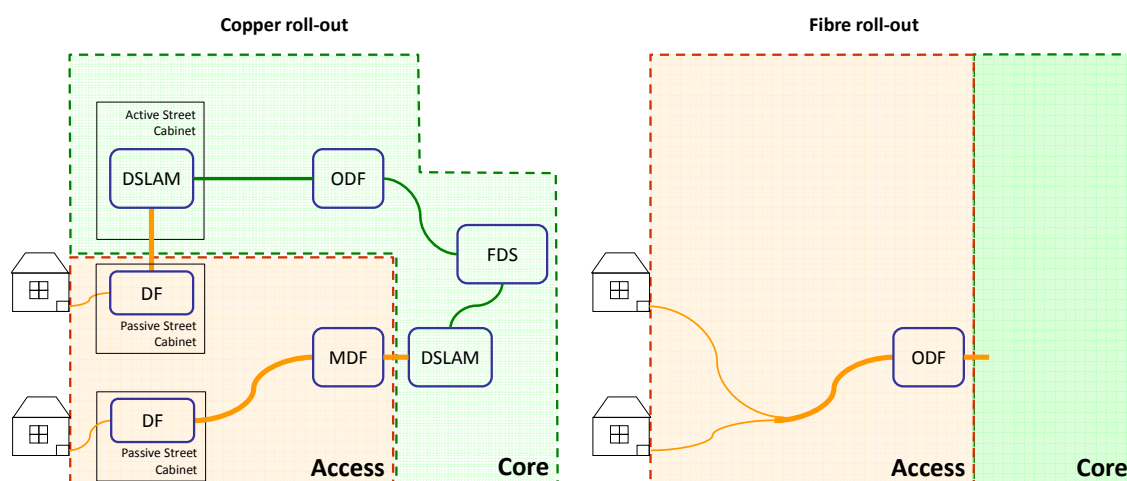 Copper roll-out
Active Street
Cabinet
DSLAM
ODF
FDS
DF
Passive Street
Cabinet
MDF
DSLAM
DF
Passive Street
Cabinet
Access
Core
Fibre roll-out
ODF
Access
Core